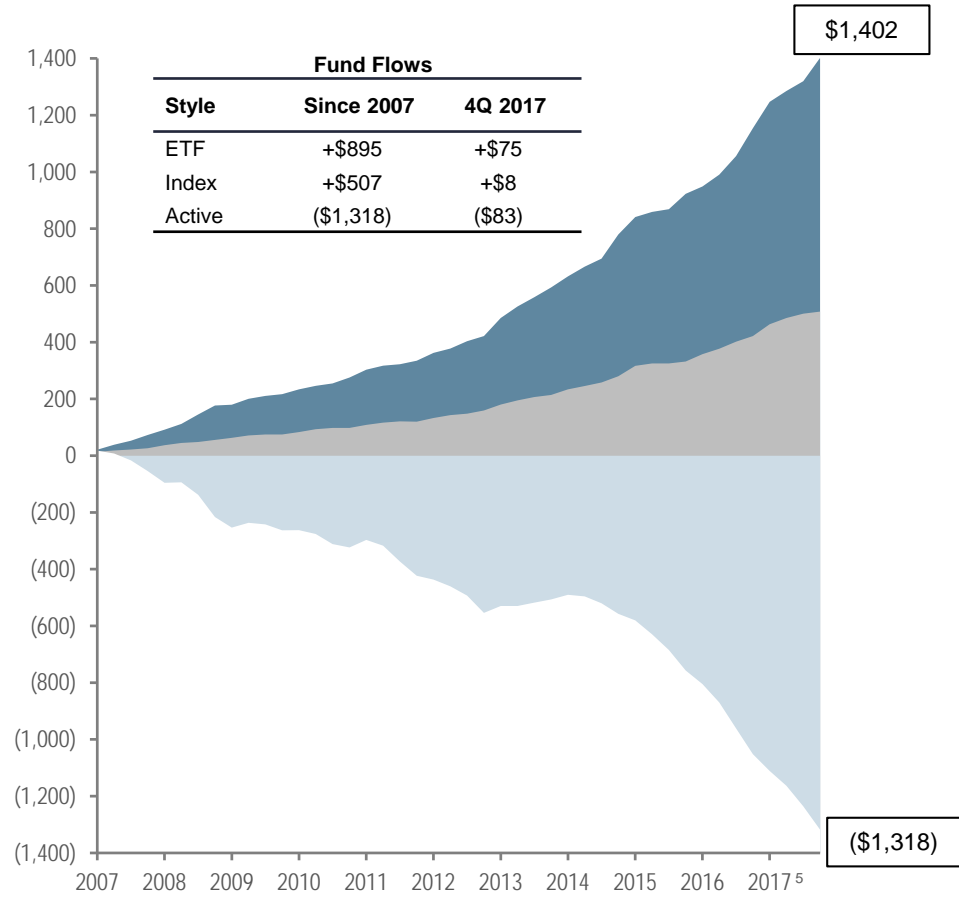 $1,402
1,400
1,200
1,000
800
600
400
200
0
(200)
(400)
(600)
(800)
(1,000)
(1,200)
(1,400)
Fund Flows
Style Since 2007 4Q 2017
ETF +$895 +$75
Index +$507 +$8
Active ($1,318) ($83)
($1,318)
2007 2008 2009 2010 2011 2012 2013 2014 2015 2016 2017 5